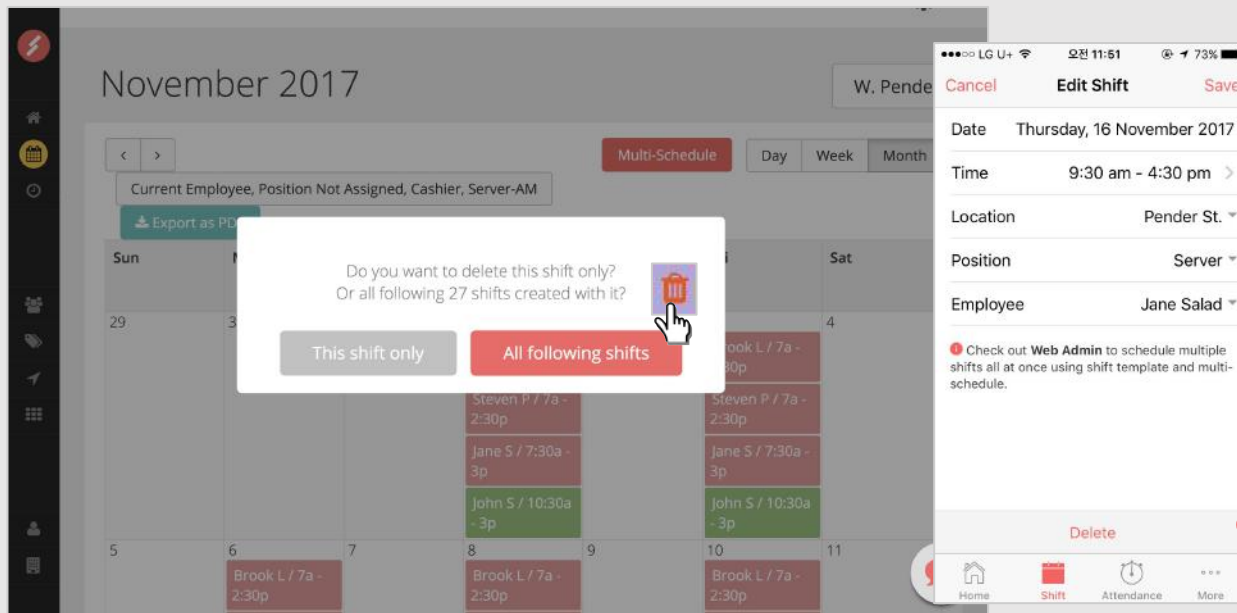 November 2017
W. Pende
Multi-Schedule
Day
Week
Month
Current Employee, Position Not Assigned, Cashier, Server-AM
Export as PD
Sun
Sat
Do you want to delete this shift only?
Or all following 27 shifts created with it?
This shift only
All following shifts
29
3
4
ook L / 7a -
30p
Steven P / 7a -
2:30p
Steven P / 7a -
2:30p
Jane S / 7:30a -
3p
Jane S / 7:30a -
3p
John S / 10:30a
- 3p
John S / 10:30a
- 3p
5
6
7
8
9
10
11
Brook L / 7a -
2:30p
Brook L / 7a -
2:30p
Brook L / 7a -
2:30p
LG U+
오전 11:51
73%
Cancel
Edit Shift
Save
Date
Thursday, 16 November 2017
Time
9:30 am - 4:30 pm
Location
Pender St.
Position
Server
Employee
Jane Salad
Check out Web Admin to schedule multiple
shifts all at once using shift template and multi-
schedule.
Delete
Home
Shift
Attendance
More